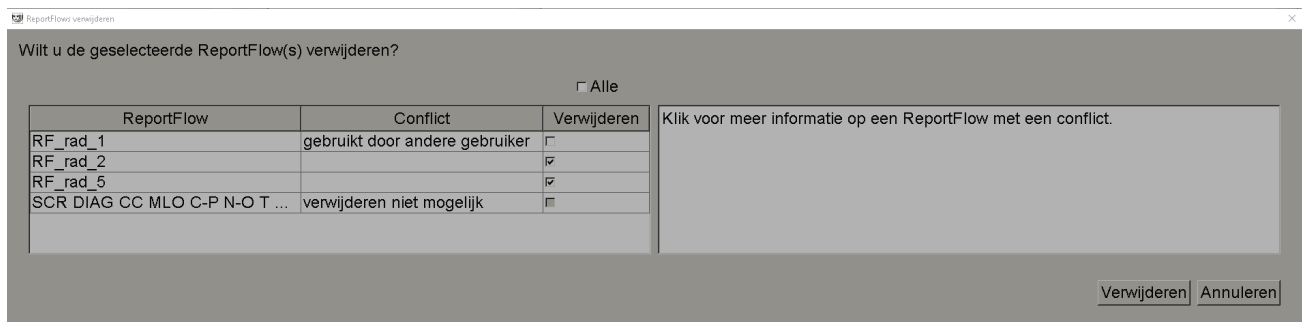 ReportFlows verwijderen
Wilt u de geselecteerde ReportFlow(s) verwijderen?
Alle
ReportFlow Conflict Verwijderen
RF_rad_1 gebruikt door andere gebruiker
RF_rad_2
RF_rad_5
SCR DIAG CC MLO C-P N-O T ... verwijderen niet mogelijk
Klik voor meer informatie op een ReportFlow met een conflict.
Verwijderen Annuleren